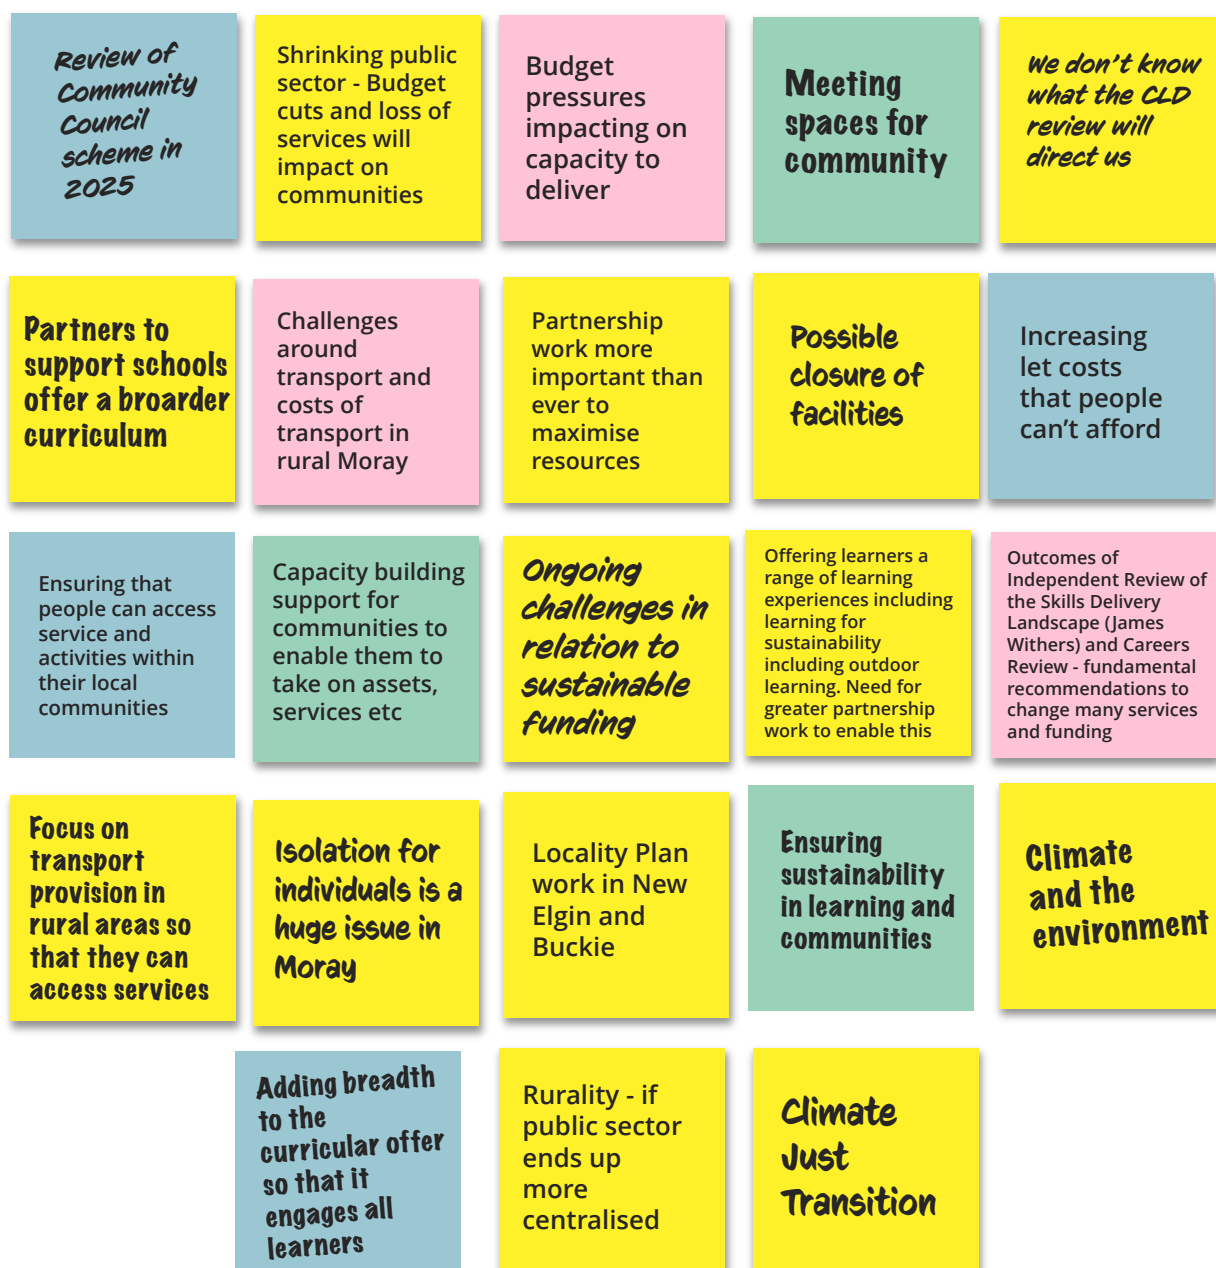 Review of
Community
Council
scheme in
2025
Shrinking public
sector - Budget
cuts and loss of
services will
impact on
communities
Budget
pressures
impacting on
capacity to
deliver
Meeting
spaces for
community
We don't know
what the CLD
review will
direct us
Partners to
support schools
offer a broarder
curriculum
Challenges
around
transport and
costs of
transport in
rural Moray
Partnership
work more
important than
ever to
maximise
resources
Possible
closure of
facilities
Increasing
let costs
that people
can't afford
Ensuring that
people can access
service and
activities within
their local
communities
Capacity building
support for
communities to
enable them to
take on assets,
services etc
Ongoing
challenges in
relation to
sustainable
funding
Offering learners a
range of learning
experiences including
learning for
sustainability
including outdoor
learning. Need for
greater partnership
work to enable this
Outcomes of
Independent Review of
the Skills Delivery
Landscape (James
Withers) and Careers
Review - fundamental
recommendations to
change many services
and funding
Focus on
transport
provision in
rural areas so
that they can
access services
Isolation for
individuals is a
huge issue in
Moray
Locality Plan
work in New
Elgin and
Buckie
Ensuring
sustainability
in learning and
communities
Climate
and the
environment
Adding breadth
to the
curricular offer
so that it
engages all
learners
Rurality - if
public sector
ends up
more
centralised
Climate
Just
Transition